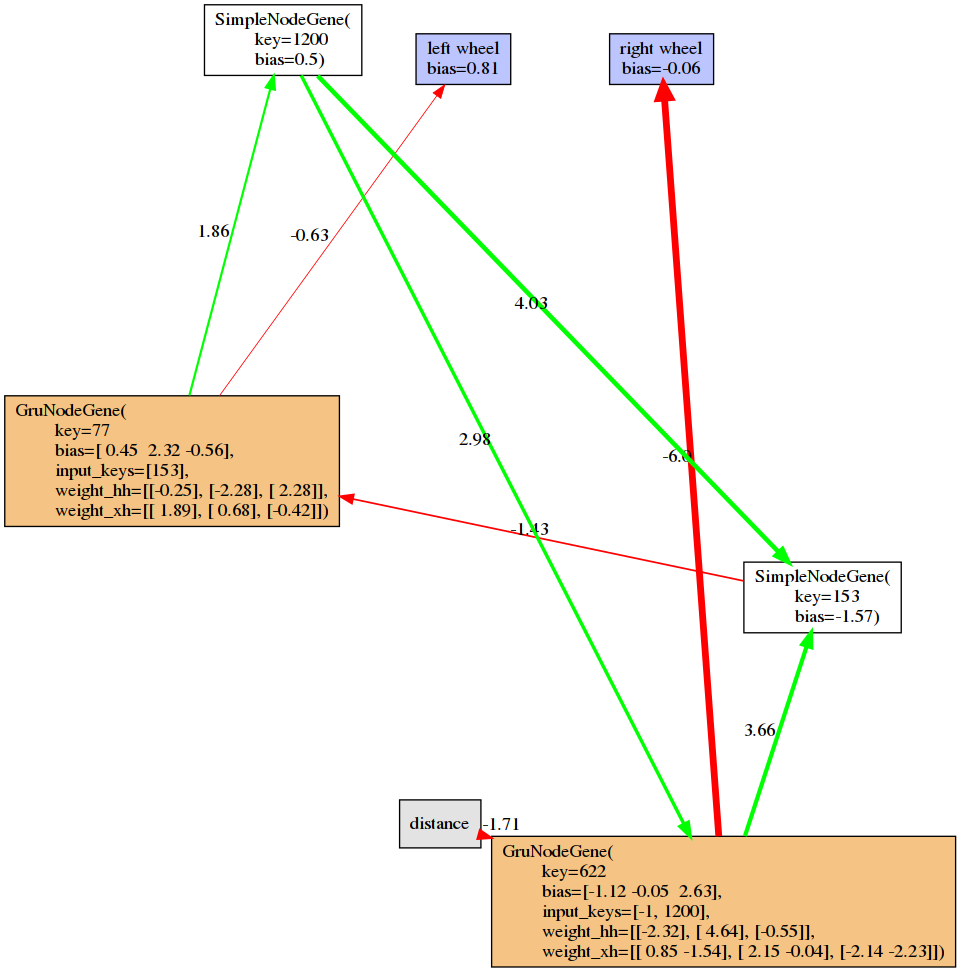 SimpleNodeGene(
key=1200
bias=0.5)
left wheel
bias=0.81
right wheel
bias=-0.06
1.86
-0.63
4.03
2.98
-6.0
GruNodeGene(
key=77
bias=[ 0.45 2.32 -0.56],
input_keys=[153],
weight_hh=[[-0.25], [-2.28], [ 2.28]],
weight_xh=[[ 1.89], [ 0.68], [-0.42]])
-1.43
SimpleNodeGene(
key=153
bias=-1.57)
3.66
distance
-1.71
GruNodeGene(
key=622
bias=[-1.12 -0.05 2.63],
input_keys=[-1, 1200],
weight_hh=[[-2.32], [ 4.64], [-0.55]],
weight_xh=[[ 0.85 -1.54], [ 2.15 -0.04], [-2.14 -2.23]])